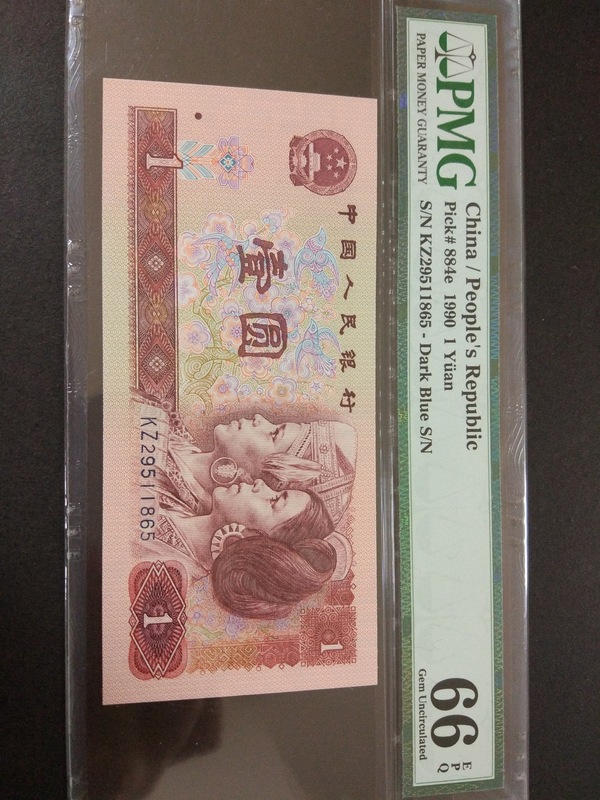 PMG
PAPER MONEY GUARANTY
China / People's Republic
Pick# 884e 1990 1 Yüan
S/N KZ29511865 - Dark Blue S/N
66
EPQ
Gem Uncirculated
中国人民银行
壹圆
1
KZ29511865
1
1